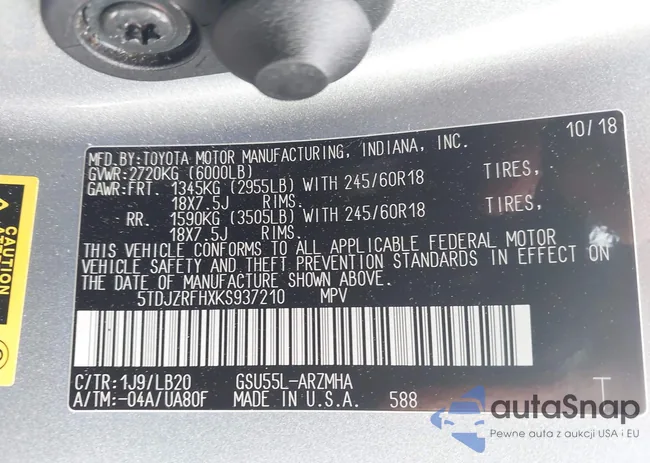 10/18
MFD.BY:TOYOTA MOTOR MANUFACTURING, INDIANA, INC.
GVWR:2720KG (6000LB)
GAWR:FRT. 1345KG (2955LB) WITH 245/60R18 TIRES,
18X7.5J RIMS.
RR. 1590KG (3505LB) WITH 245/60R18 TIRES,
18X7.5J RIMS.
THIS VEHICLE CONFORMS TO ALL APPLICABLE FEDERAL MOTOR
VEHICLE SAFETY AND THEFT PREVENTION STANDARDS IN EFFECT ON
THE DATE OF MANUFACTURE SHOWN ABOVE.
5TDJZRFHXKS937210 MPV
C/TR:1J9/LB20 GSU55L-ARZMHA T
A/TM:-04A/UA80F MADE IN U.S.A. 588
CAUTION
autaSnap
Pewne auta z aukcji USA i EU